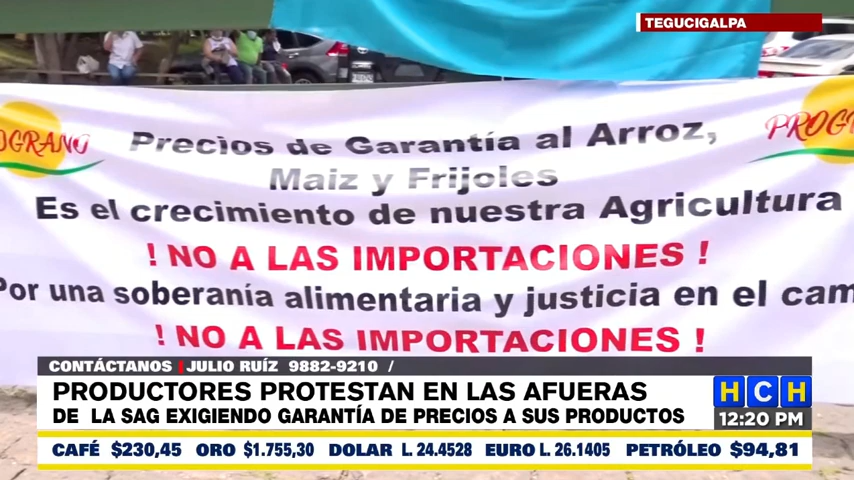 TEGUCIGALPA
OGRANO
PROGR
Precios de Garantía al Arroz,
Maiz y Frijoles
Es el crecimiento de nuestra Agricultura
! NO A LAS IMPORTACIONES !
Por una soberanía alimentaria y justicia en el cam
! NO A LAS IMPORTACIONES !
CONTÁCTANOS | JULIO RUÍZ 9882-9210 /
PRODUCTORES PROTESTAN EN LAS AFUERAS
DE LA SAG EXIGIENDO GARANTÍA DE PRECIOS A SUS PRODUCTOS
HCH
12:20 PM
CAFÉ $230,45 ORO $1.755,30 DOLAR L. 24.4528 EURO L. 26.1405 PETRÓLEO $94,81